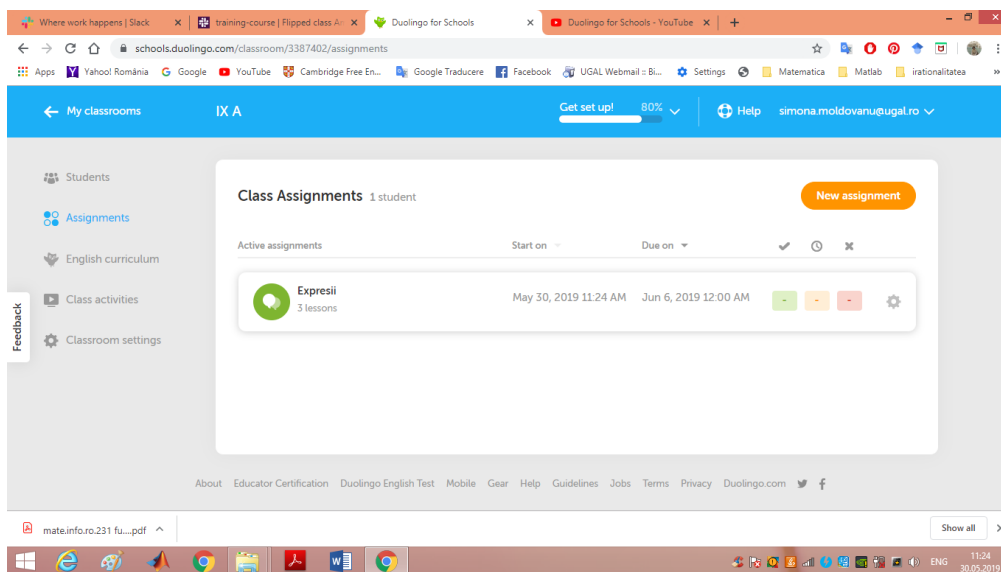 Where work happens | Slack
training-course | Flipped class A
Duolingo for Schools
Duolingo for Schools - YouTube
schools.duolingo.com/classroom/3387402/assignments
Apps Yahoo! România Google YouTube Cambridge Free En... Google Traducere Facebook UGAL Webmail :: Bi... Settings Matematica Matlab irationalitatea
My classrooms IX A Get set up! 80% Help simona.moldovanu@ugal.ro
Students
Assignments
English curriculum
Class activities
Classroom settings
Feedback
Class Assignments 1 student New assignment
Active assignments Start on Due on
Expresii
3 lessons
May 30, 2019 11:24 AM Jun 6, 2019 12:00 AM - - -
About Educator Certification Duolingo English Test Mobile Gear Help Guidelines Jobs Terms Privacy Duolingo.com
mate.info.ro.231 fu....pdf Show all
ENG 11:24
30.05.2019